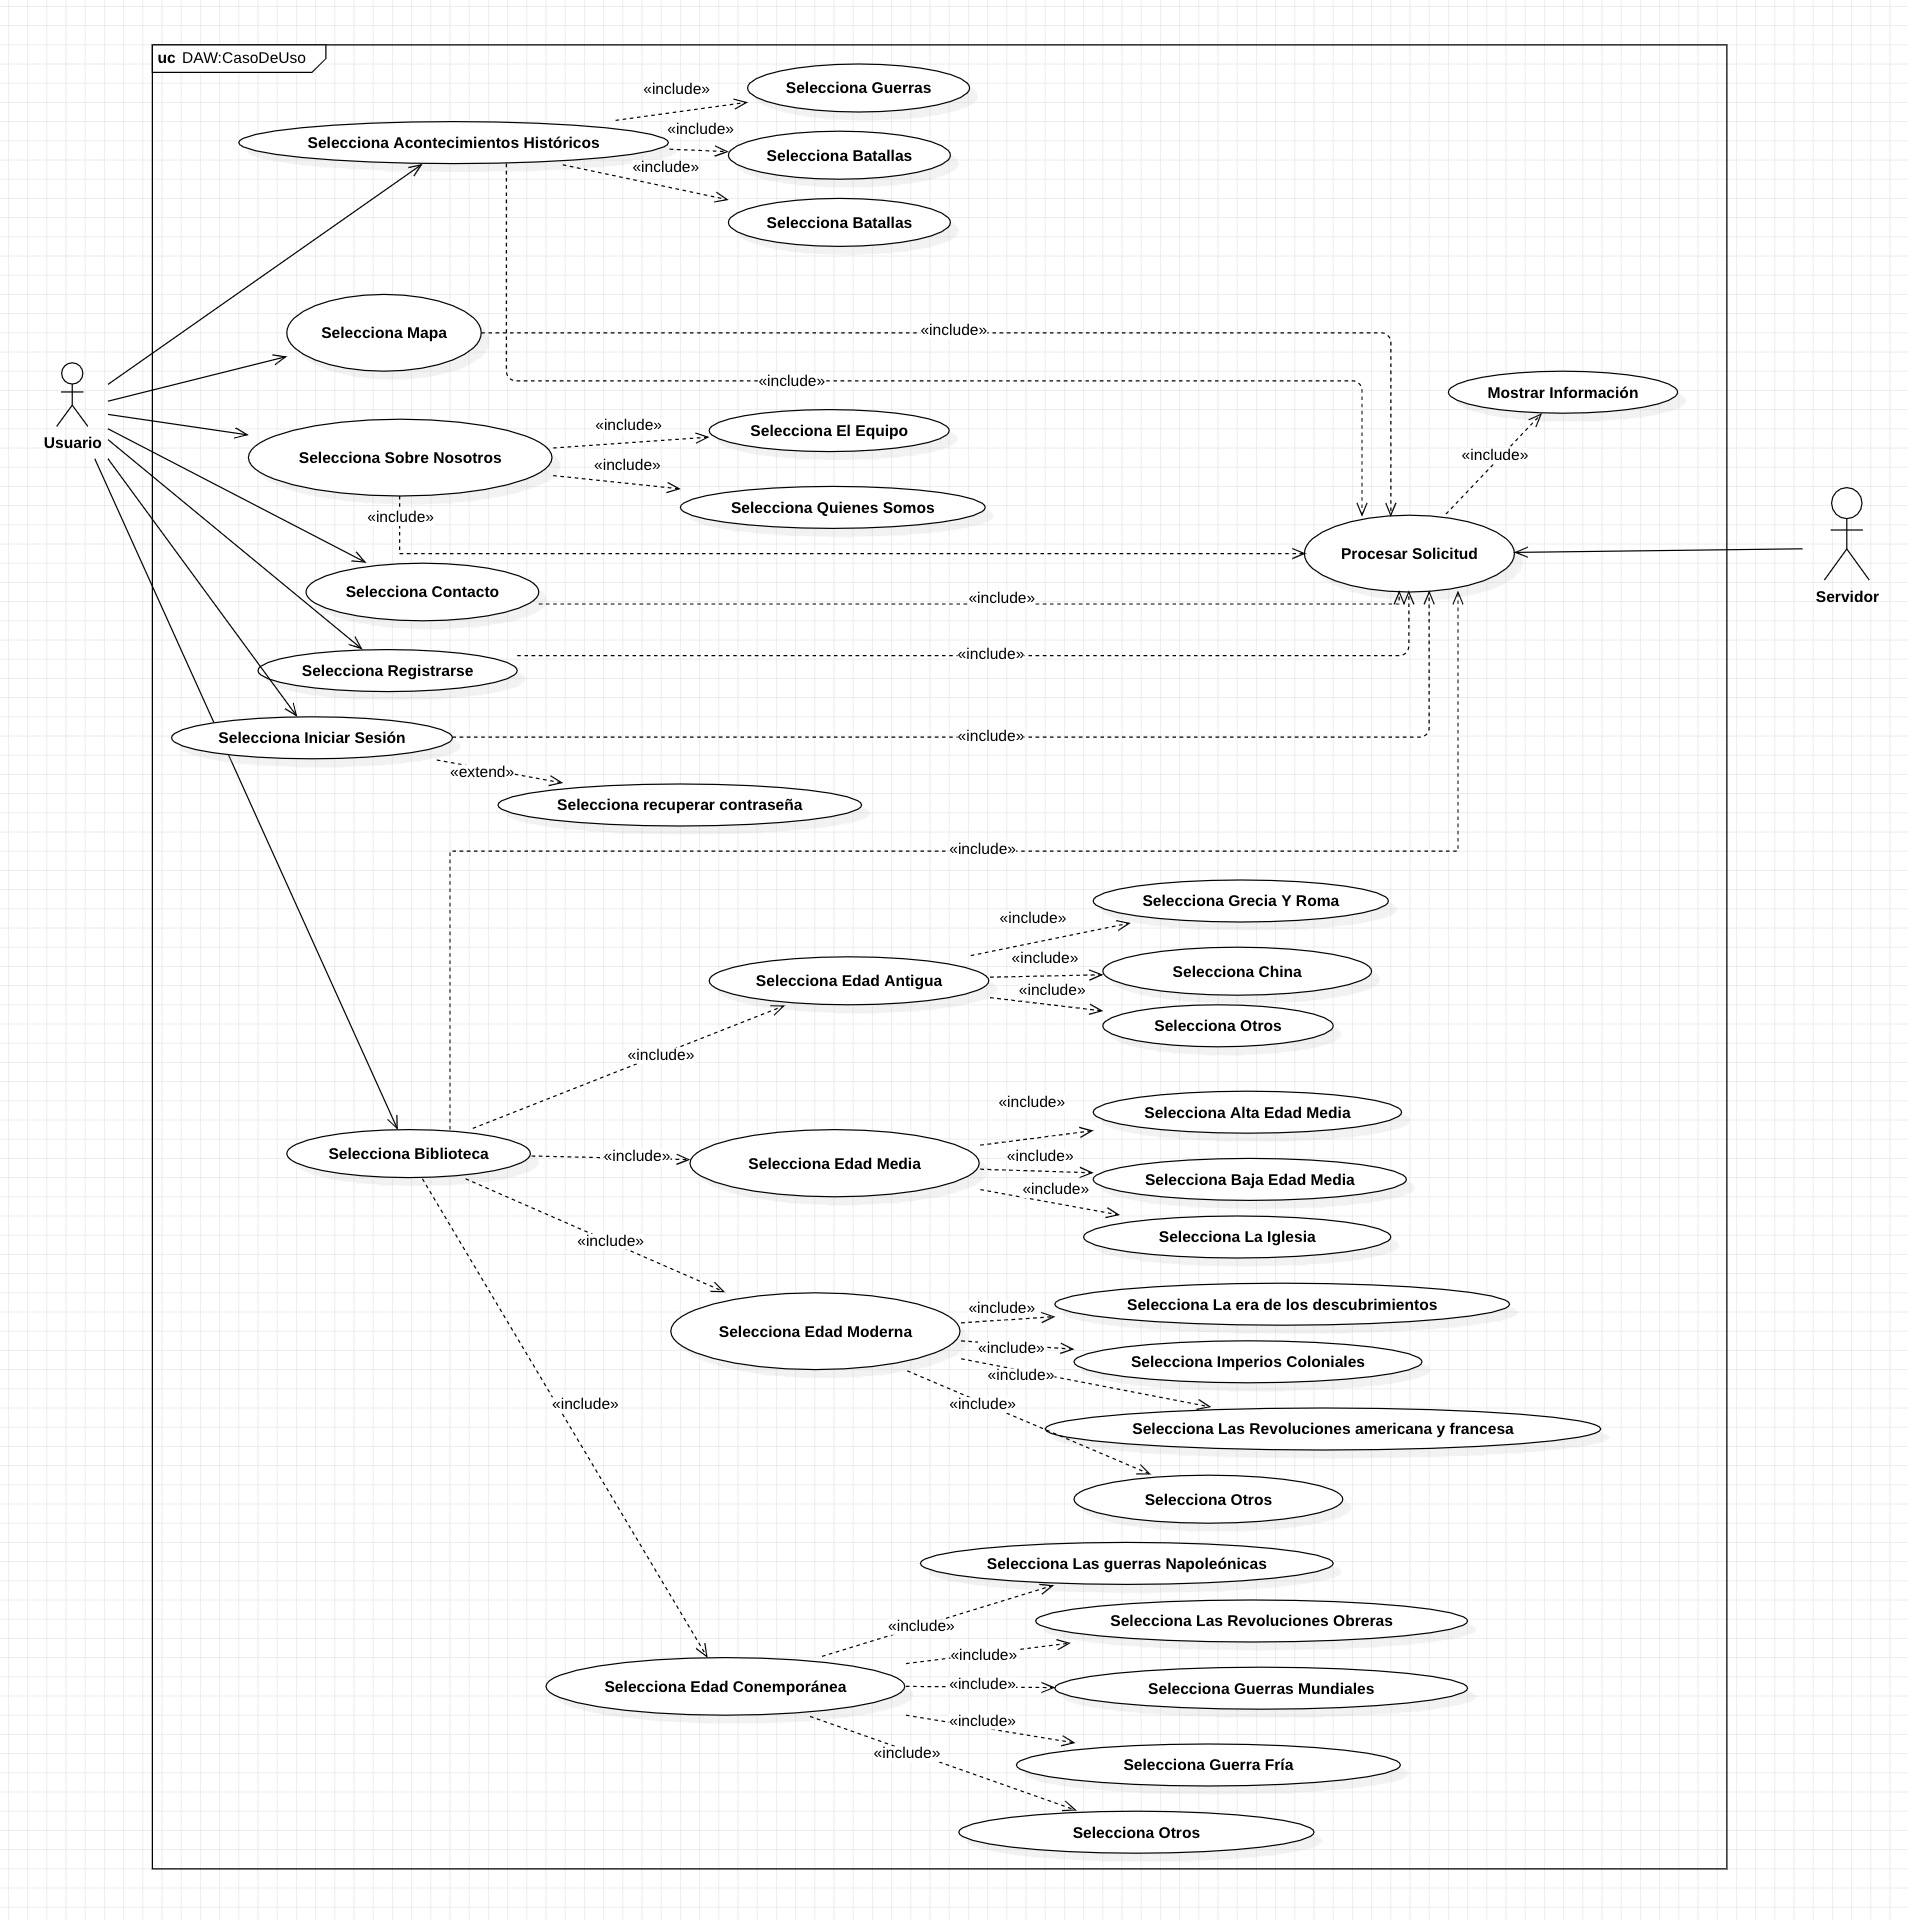 uc DAW:CasoDeUso
«include»
Selecciona Guerras
Selecciona Acontecimientos Históricos
«include»
Selecciona Batallas
«include»
Selecciona Batallas
Selecciona Mapa
«include»
«include»
Mostrar Información
«include»
Usuario
Selecciona Sobre Nosotros
«include»
Selecciona El Equipo
«include»
Selecciona Quienes Somos
«include»
Procesar Solicitud
Servidor
Selecciona Contacto
«include»
Selecciona Registrarse
«include»
Selecciona Iniciar Sesión
«include»
«extend»
Selecciona recuperar contraseña
«include»
Selecciona Grecia Y Roma
«include»
Selecciona Edad Antigua
«include»
Selecciona China
«include»
Selecciona Otros
«include»
«include»
Selecciona Alta Edad Media
Selecciona Biblioteca
«include»
Selecciona Edad Media
«include»
Selecciona Baja Edad Media
«include»
Selecciona La Iglesia
«include»
Selecciona Edad Moderna
«include»
Selecciona La era de los descubrimientos
«include»
Selecciona Imperios Coloniales
«include»
Selecciona Las Revoluciones americana y francesa
«include»
Selecciona Otros
«include»
Selecciona Las guerras Napoleónicas
«include»
Selecciona Las Revoluciones Obreras
«include»
Selecciona Edad Conemporánea
«include»
Selecciona Guerras Mundiales
«include»
Selecciona Guerra Fría
«include»
Selecciona Otros